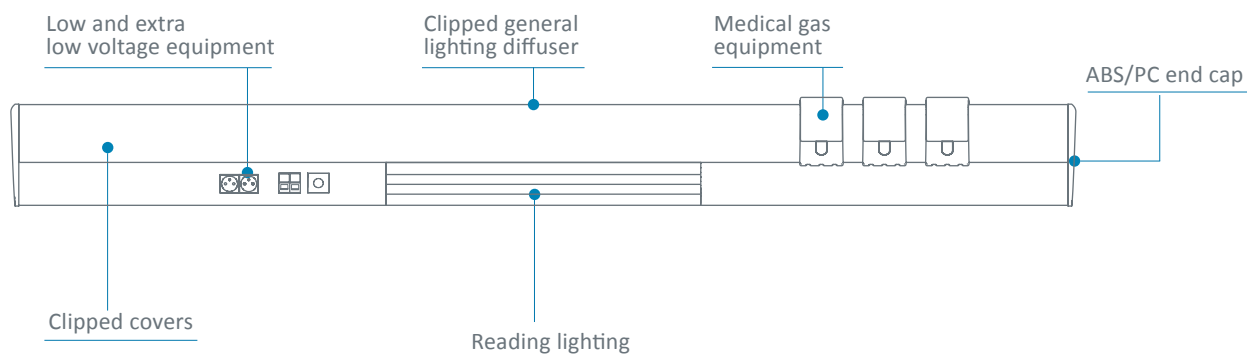 Low and extra
low voltage equipment
Clipped general
lighting diffuser
Medical gas
equipment
ABS/PC end cap
Clipped covers
Reading lighting